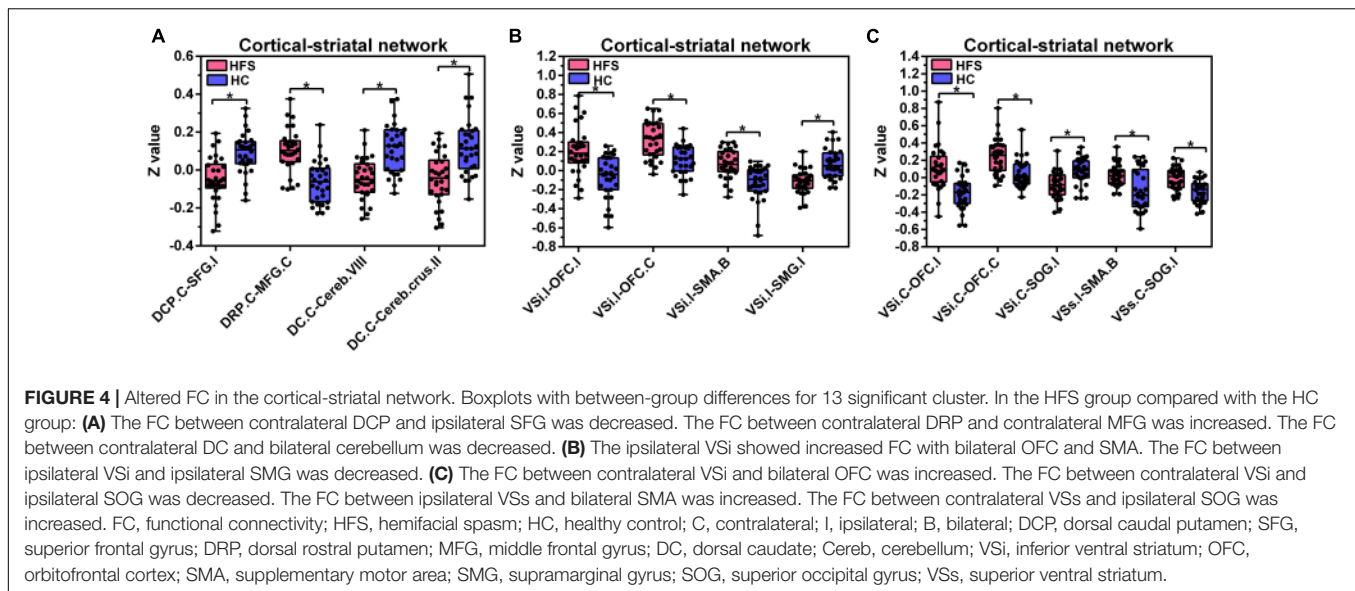 A
Cortical-striatal network
HFS
HC
*
*
*
*
Z value
0.6
0.4
0.2
0.0
-0.2
-0.4
DCP.C-SFG.I
DRP.C-MFG.C
DC.C-Cereb.VIII
DC.C-Cereb.crus.II
B
Cortical-striatal network
HFS
HC
*
*
*
*
Z value
1.2
1.0
0.8
0.6
0.4
0.2
0.0
-0.2
-0.4
-0.6
-0.8
VSi.I-OFC.I
VSi.I-OFC.C
VSi.I-SMA.B
VSi.I-SMG.I
C
Cortical-striatal network
HFS
HC
*
*
*
*
*
Z value
1.4
1.2
1.0
0.8
0.6
0.4
0.2
0.0
-0.2
-0.4
-0.6
-0.8
VSi.C-OFC.I
VSi.C-OFC.C
VSi.C-SOG.I
VSs.I-SMA.B
VSs.C-SOG.I
FIGURE 4 | Altered FC in the cortical-striatal network. Boxplots with between-group differences for 13 significant cluster. In the HFS group compared with the HC
group: (A) The FC between contralateral DCP and ipsilateral SFG was decreased. The FC between contralateral DRP and contralateral MFG was increased. The FC
between contralateral DC and bilateral cerebellum was decreased. (B) The ipsilateral VSi showed increased FC with bilateral OFC and SMA. The FC between
ipsilateral VSi and ipsilateral SMG was decreased. (C) The FC between contralateral VSi and bilateral OFC was increased. The FC between contralateral VSi and
ipsilateral SOG was decreased. The FC between ipsilateral VSs and bilateral SMA was increased. The FC between contralateral VSs and ipsilateral SOG was
increased. FC, functional connectivity; HFS, hemifacial spasm; HC, healthy control; C, contralateral; I, ipsilateral; B, bilateral; DCP, dorsal caudal putamen; SFG,
superior frontal gyrus; DRP, dorsal rostral putamen; MFG, middle frontal gyrus; DC, dorsal caudate; Cereb, cerebellum; VSi, inferior ventral striatum; OFC,
orbitofrontal cortex; SMA, supplementary motor area; SMG, supramarginal gyrus; SOG, superior occipital gyrus; VSs, superior ventral striatum.